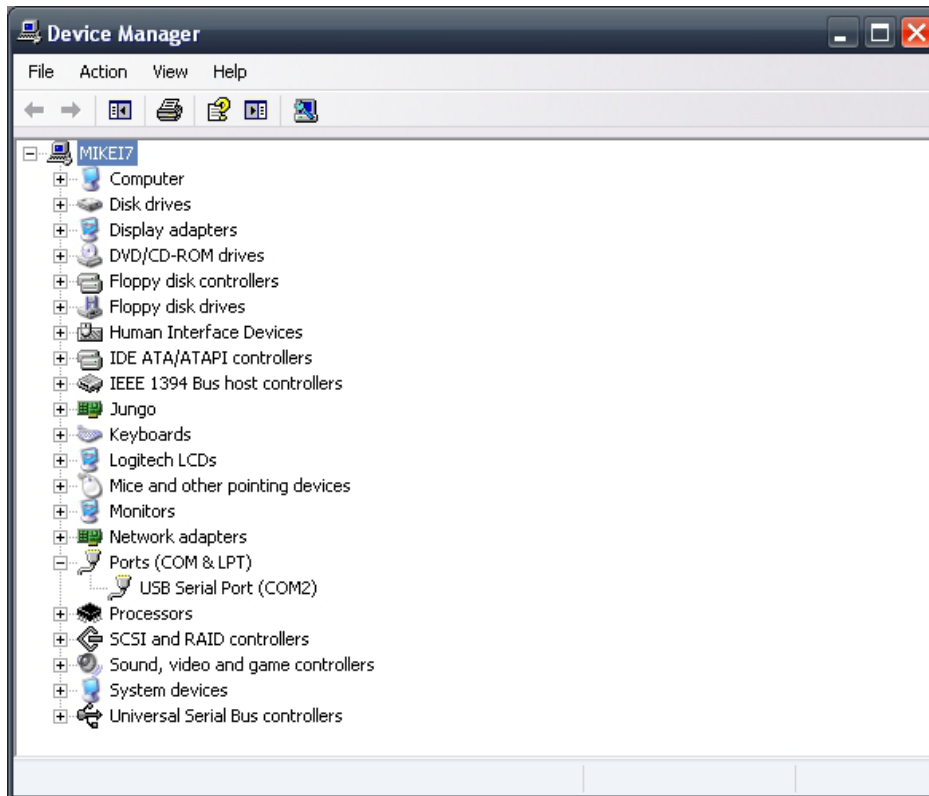 Device Manager
File Action View Help
MIKEI7
Computer
Disk drives
Display adapters
DVD/CD-ROM drives
Floppy disk controllers
Floppy disk drives
Human Interface Devices
IDE ATA/ATAPI controllers
IEEE 1394 Bus host controllers
Jungo
Keyboards
Logitech LCDs
Mice and other pointing devices
Monitors
Network adapters
Ports (COM & LPT)
USB Serial Port (COM2)
Processors
SCSI and RAID controllers
Sound, video and game controllers
System devices
Universal Serial Bus controllers